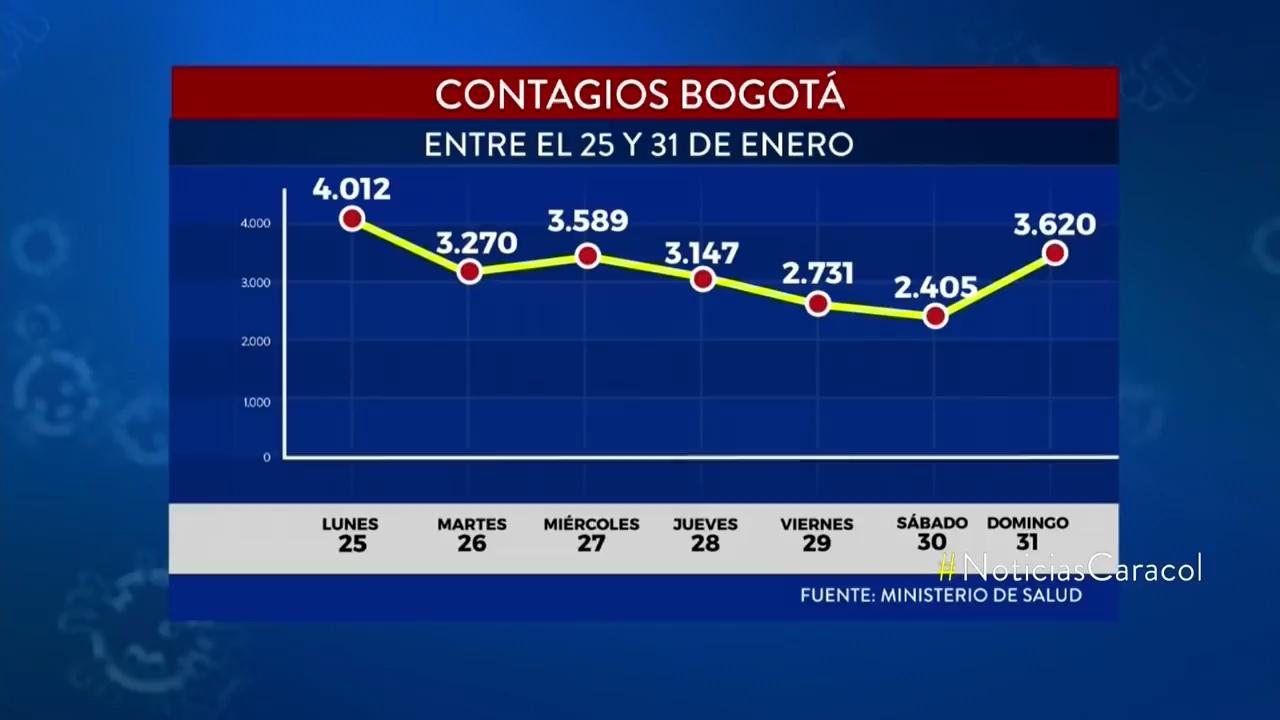 CONTAGIOS BOGOTÁ
ENTRE EL 25 Y 31 DE ENERO
4.012
3.270
3.589
3.147
2.731
2.405
3.620
4.000
3.000
2.000
1.000
0
LUNES MARTES MIÉRCOLES JUEVES VIERNES SÁBADO DOMINGO
25 26 27 28 29 30 31
#NoticiasCaracol
FUENTE: MINISTERIO DE SALUD